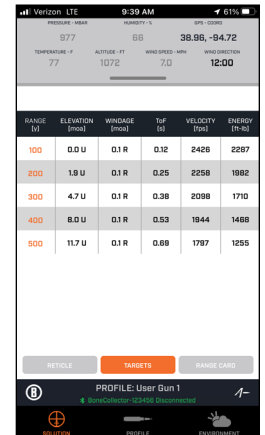 Verizon LTE 9:39 AM 61%
PRESSURE - MBAR HUMIDITY - % GPS - COORD
977 66 38.96, -94.72
TEMPERATURE - F ALTITUDE - FT WIND SPEED - MPH WIND DIRECTION
77 1072 7.0 12:00
RANGE ELEVATION WINDAGE ToF VELOCITY ENERGY
(y) (moa) (moa) (s) (fps) (ft-lb)
100 0.0 U 0.1 R 0.12 2426 2287
200 1.9 U 0.1 R 0.25 2258 1982
300 4.7 U 0.1 R 0.38 2098 1710
400 8.0 U 0.1 R 0.53 1944 1468
500 11.7 U 0.1 R 0.69 1797 1255
RETICLE TARGETS RANGE CARD
PROFILE: User Gun 1
BoneCollector-123456 Disconnected
SOLUTION PROFILE ENVIRONMENT